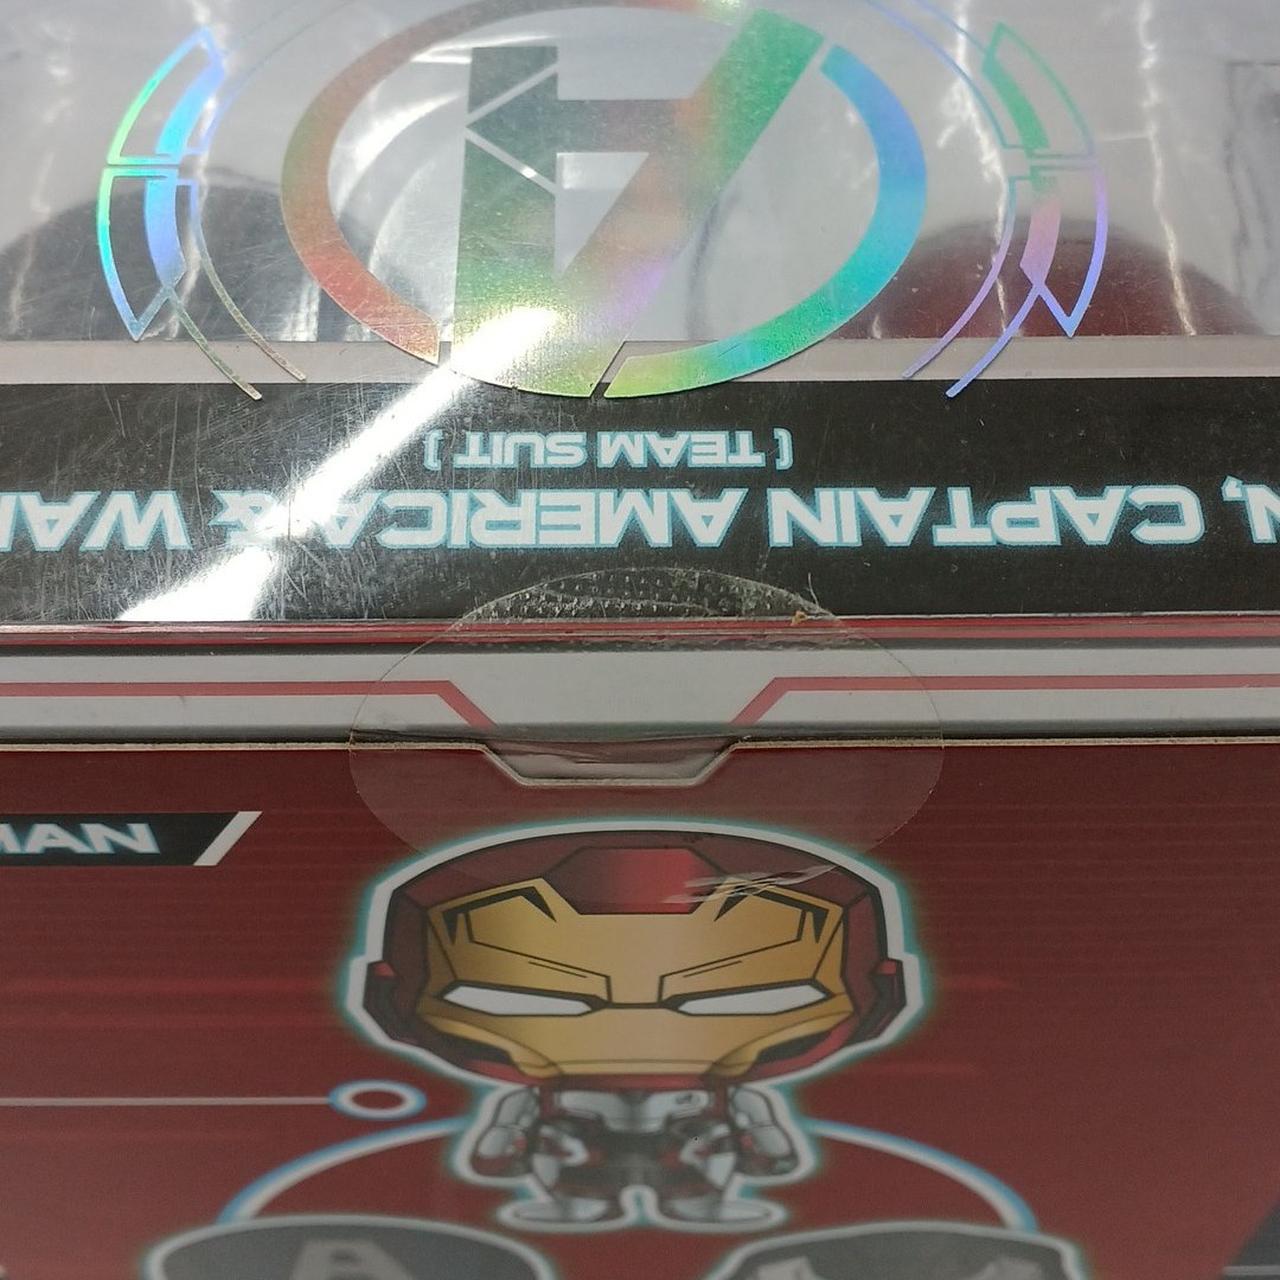 N, CAPTAIN AMERICA & WA
( TEAM SUIT )
MAN